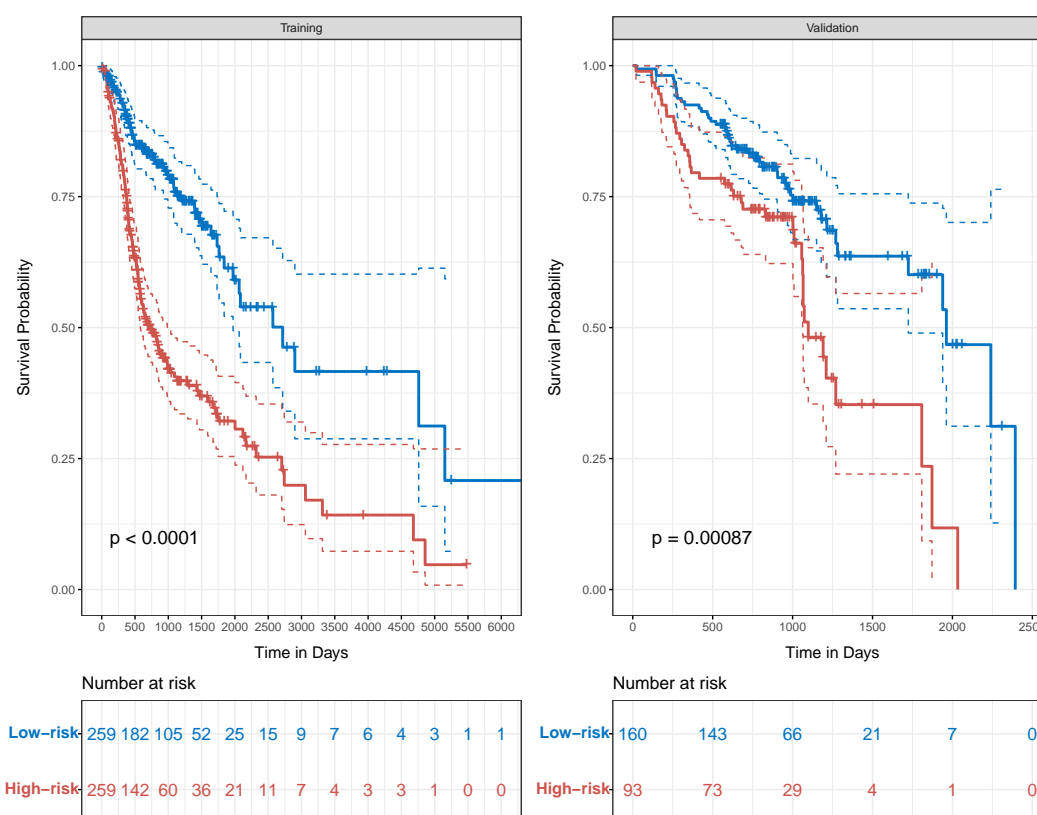 Training
Validation
Survival Probability
1.00
0.75
0.50
0.25
0.00
p < 0.0001
0 500 1000 1500 2000 2500 3000 3500 4000 4500 5000 5500 6000
Time in Days
Survival Probability
1.00
0.75
0.50
0.25
0.00
p = 0.00087
0 500 1000 1500 2000 250
Time in Days
Number at risk
Low−risk 259 182 105 52 25 15 9 7 6 4 3 1 1
High−risk 259 142 60 36 21 11 7 4 3 3 1 0 0
Number at risk
Low−risk 160 143 66 21 7 0
High−risk 93 73 29 4 1 0